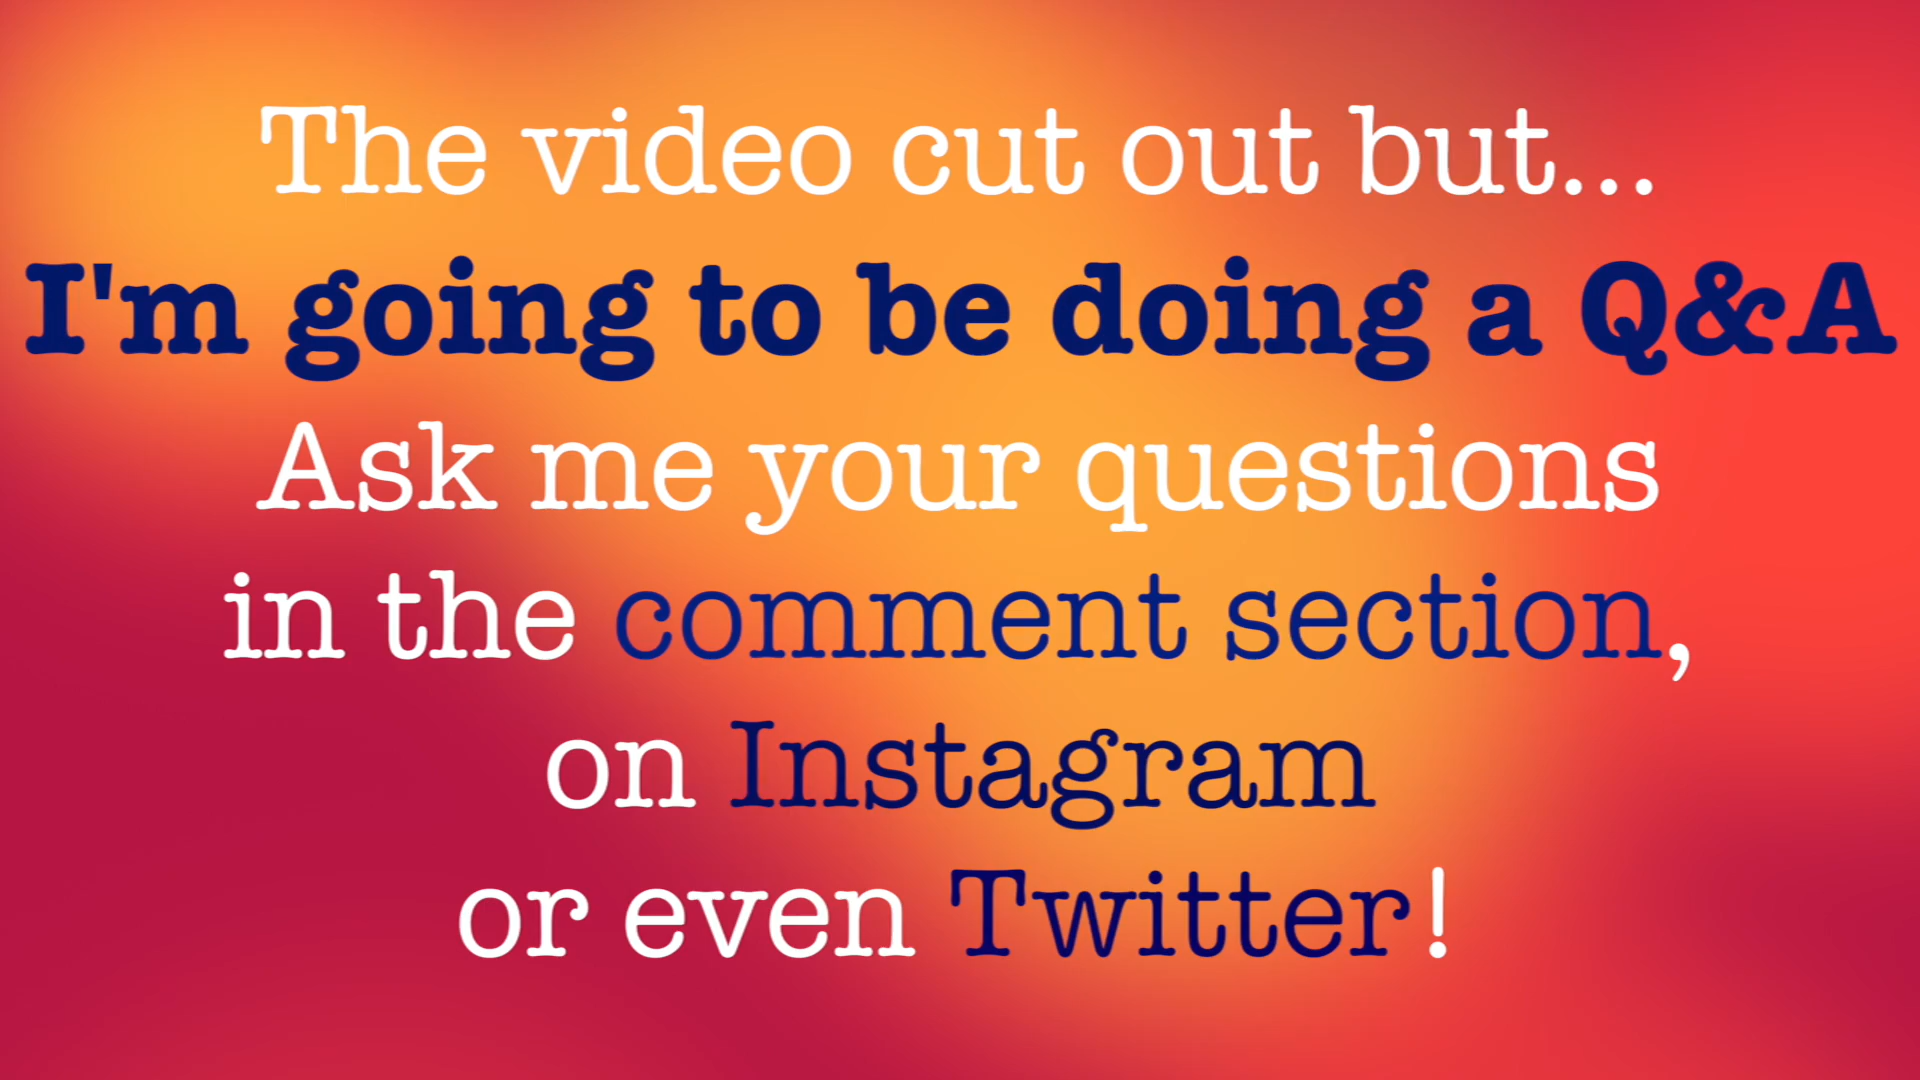 The video cut out but...
I'm going to be doing a Q&A
Ask me your questions
in the comment section,
on Instagram
or even Twitter!